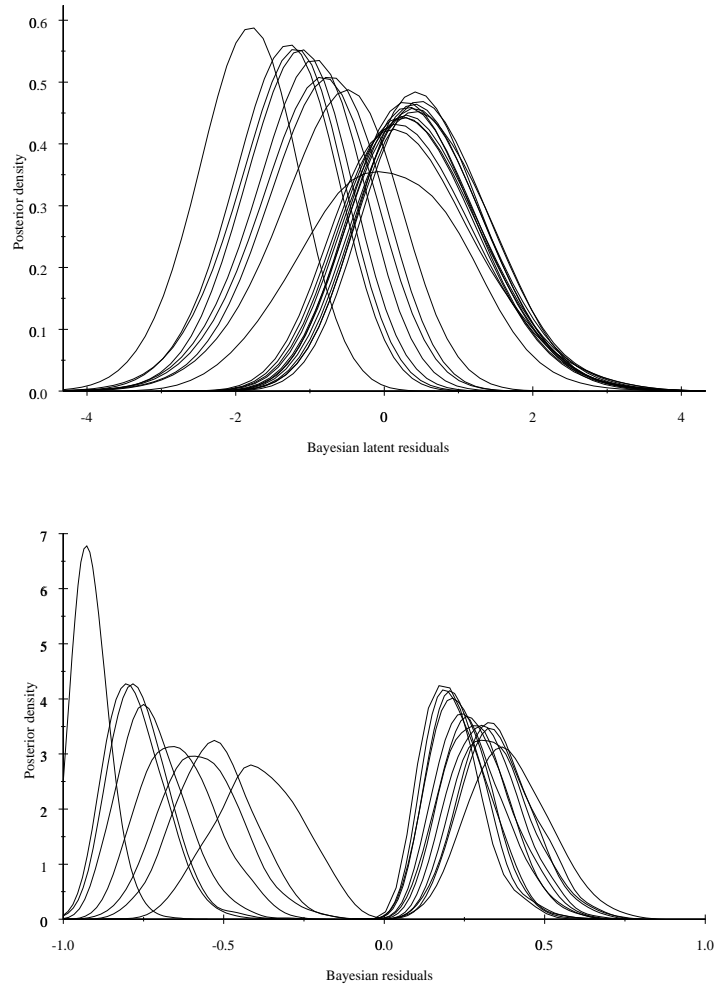 0.6
0.5
0.4
0.3
0.2
0.1
0.0
Posterior density
-4 -2 0 2 4
Bayesian latent residuals
7
6
5
4
3
2
1
0
Posterior density
-1.0 -0.5 0.0 0.5 1.0
Bayesian residuals